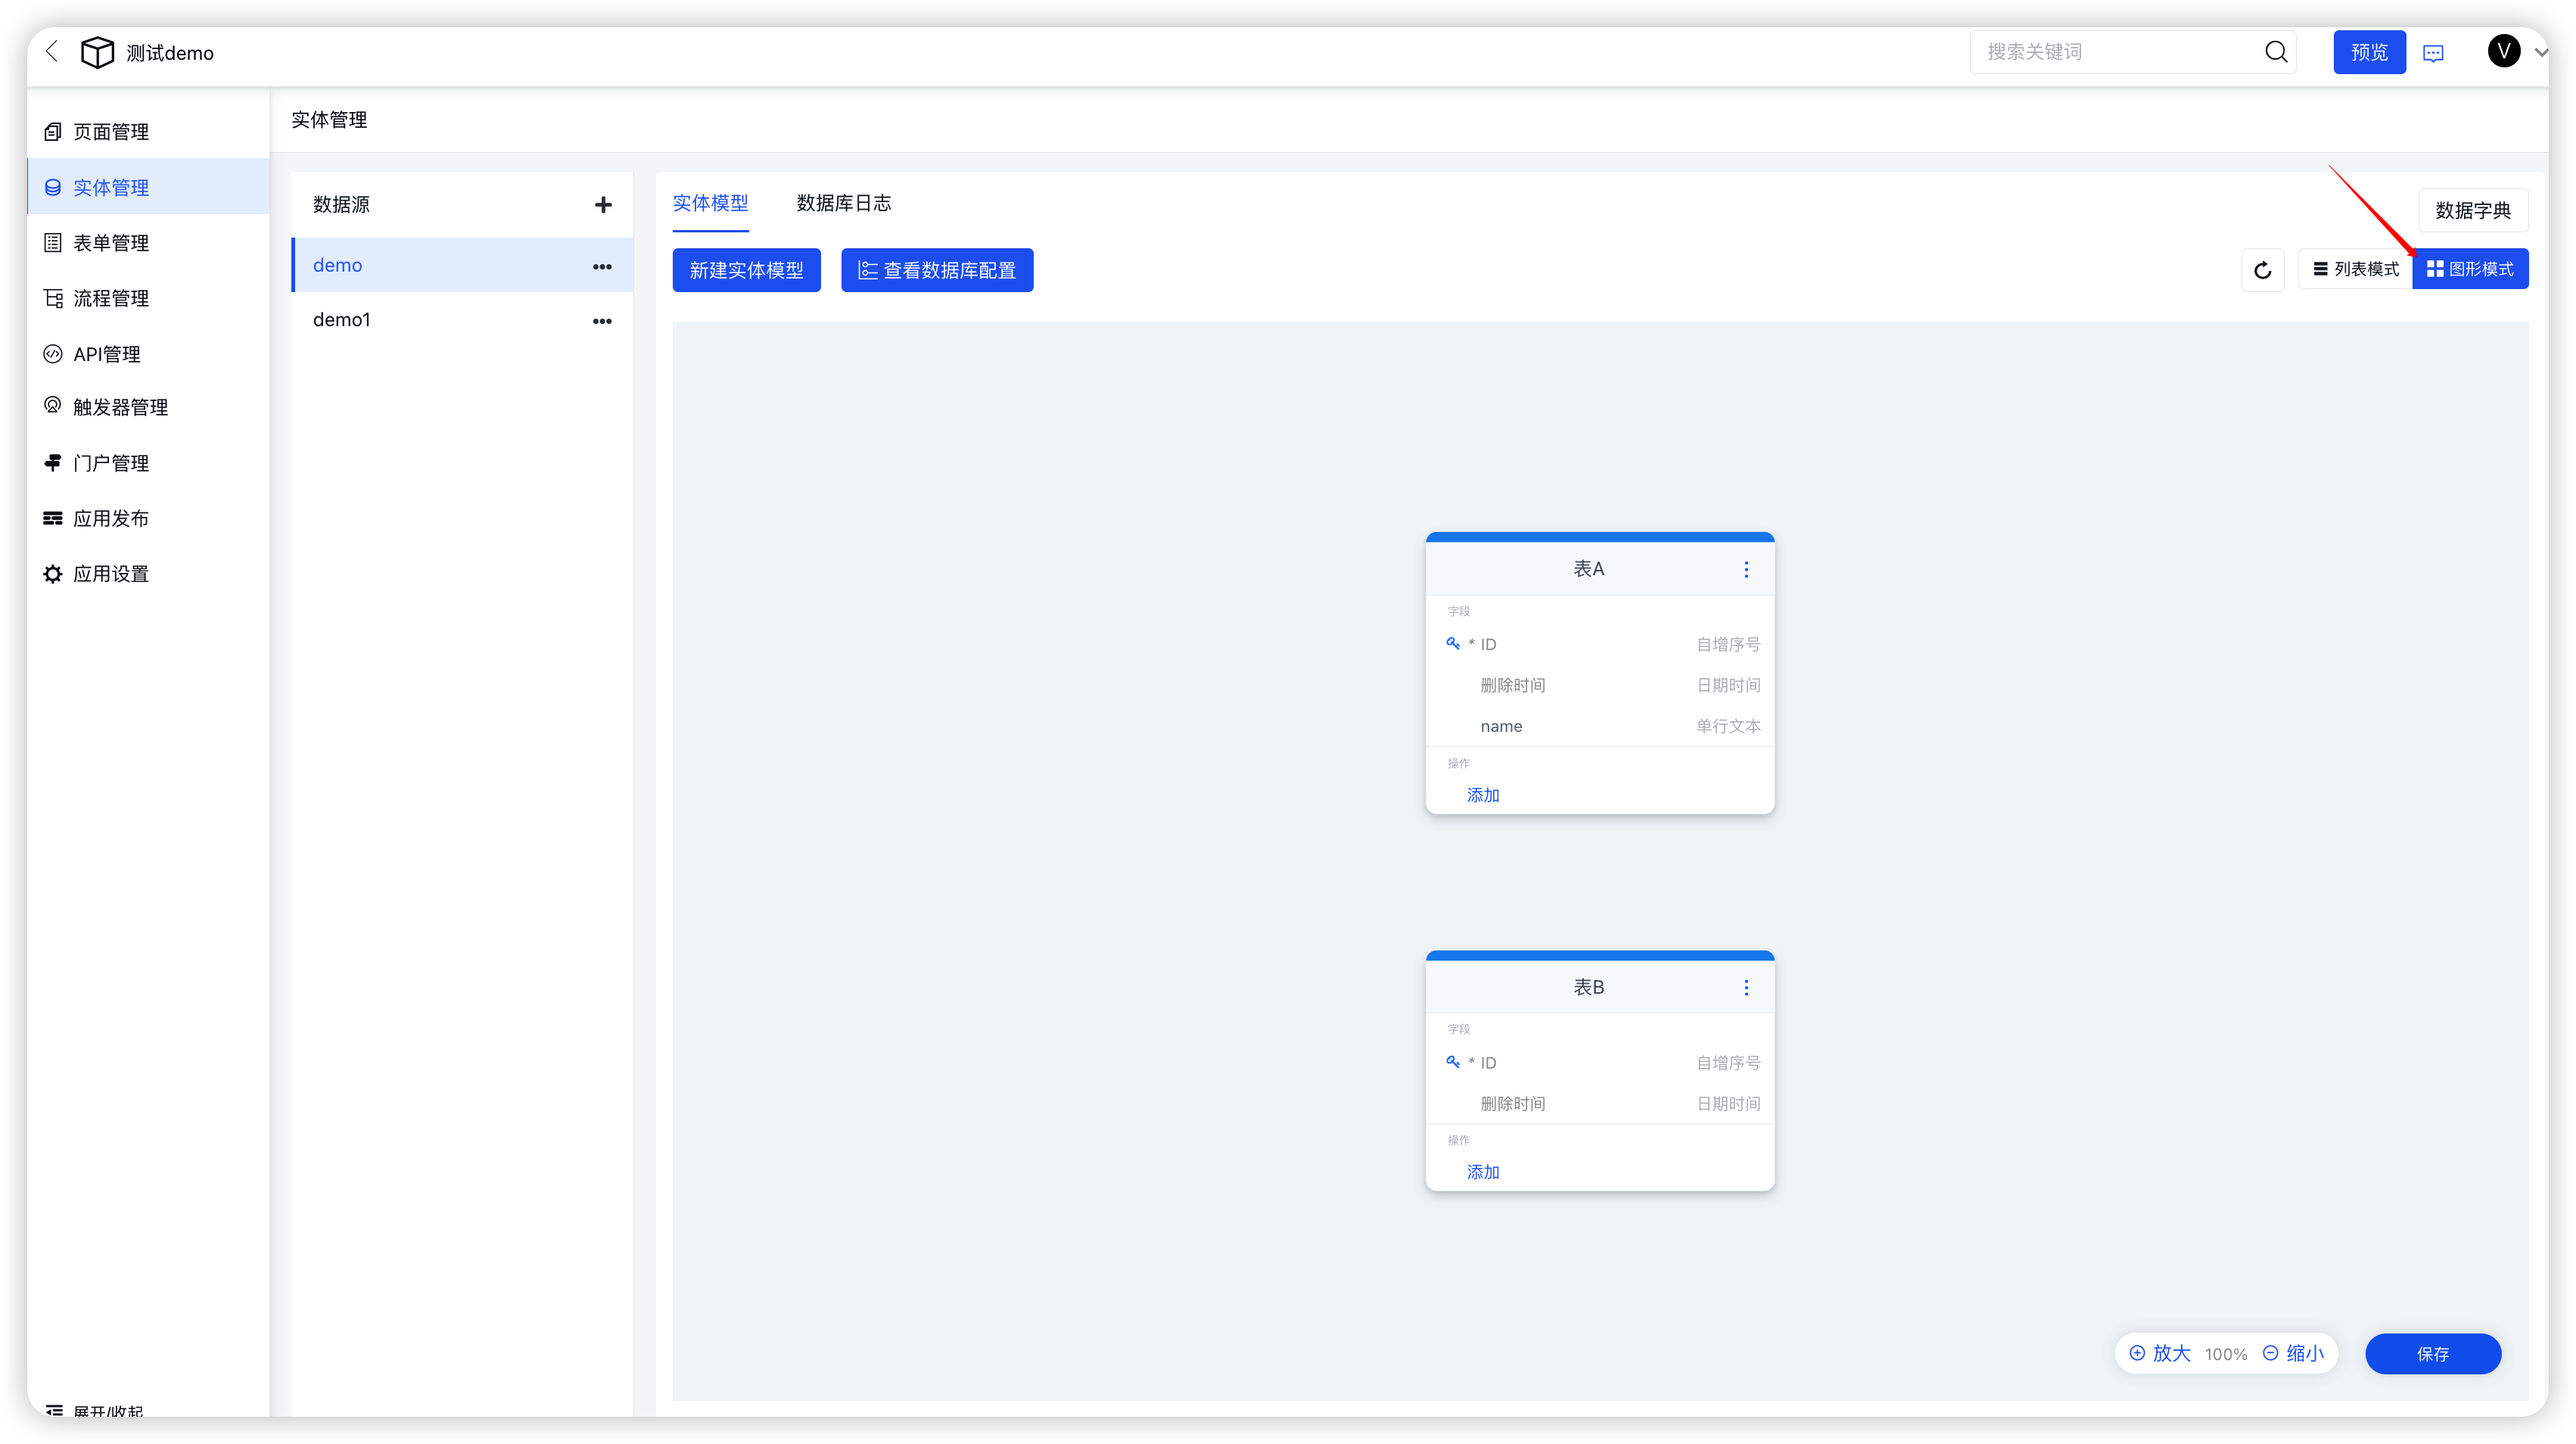 测试demo
搜索关键词
预览
V
页面管理
实体管理
表单管理
流程管理
API管理
触发器管理
门户管理
应用发布
应用设置
展开/收起
实体管理
数据源
demo
demo1
实体模型
数据库日志
数据字典
新建实体模型
查看数据库配置
列表模式
图形模式
表A
字段
* ID 自增序号
删除时间 日期时间
name 单行文本
操作
添加
表B
字段
* ID 自增序号
删除时间 日期时间
操作
添加
放大 100% 缩小
保存